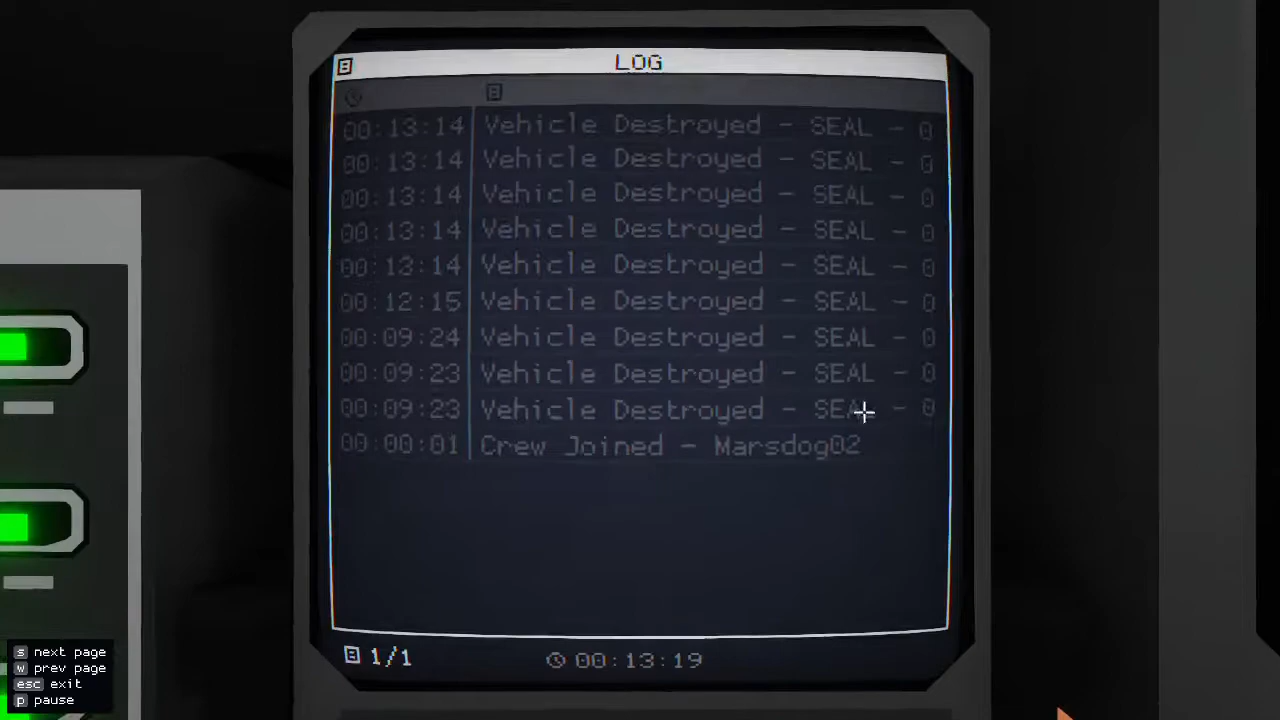 LOG
00:13:14 Vehicle Destroyed - SEAL - 0
00:13:14 Vehicle Destroyed - SEAL - 0
00:13:14 Vehicle Destroyed - SEAL - 0
00:13:14 Vehicle Destroyed - SEAL - 0
00:13:14 Vehicle Destroyed - SEAL - 0
00:12:15 Vehicle Destroyed - SEAL - 0
00:09:24 Vehicle Destroyed - SEAL - 0
00:09:23 Vehicle Destroyed - SEAL - 0
00:09:23 Vehicle Destroyed - SEAL - 0
00:00:01 Crew Joined - Marsdog02
1/1 00:13:19
s next page
w prev page
esc exit
p pause